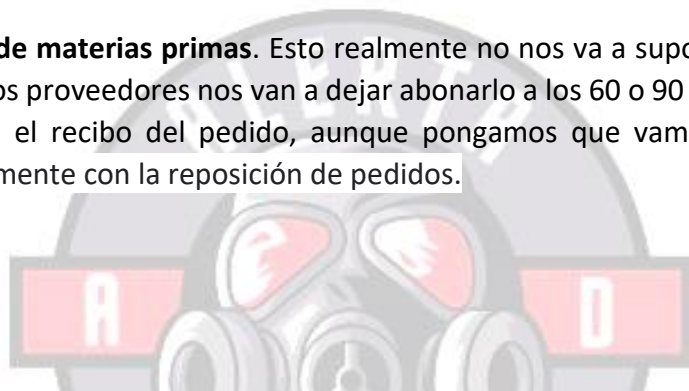 de materias primas. Esto realmente no nos va a supo
os proveedores nos van a dejar abonarlo a los 60 o 90
el recibo del pedido, aunque pongamos que vam
mente con la reposición de pedidos.
ALERTA
A D